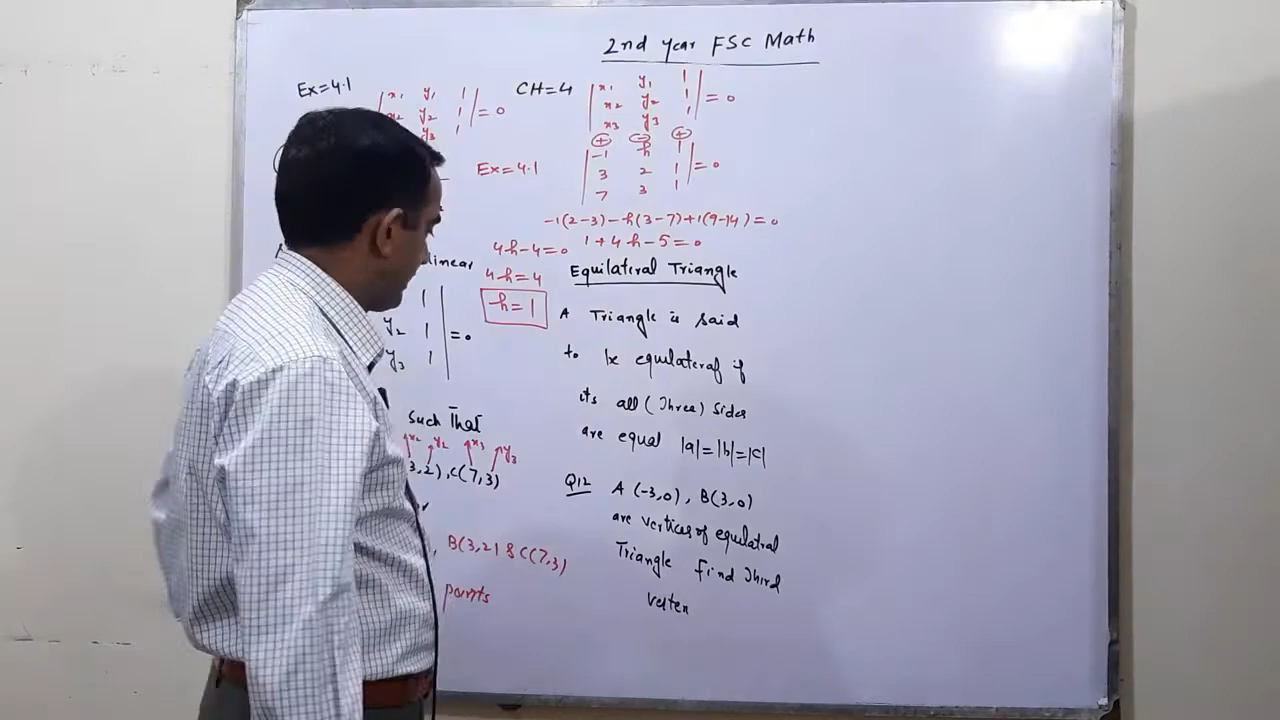 2nd year FSC Math
Ex=4.1
x1 y1 1
x2 y2 1 =0
y3 1
CH=4
x1 y1 1
x2 y2 1 =0
x3 y3 1
+ - +
Ex=4.1
-1 h 1
3 2 1 =0
7 3 1
-1(2-3)-h(3-7)+1(9-14)=0
1+4h-5=0
4h-4=0
4h=4
h=1
linear
1
y2 1 =0
y3 1
Such That
x2 y2 x3 y3
3,2), C(7,3)
B(3,2) & C(7,3)
points
Equilateral Triangle
A Triangle is said
to be equilateral if
its all (Three) Sides
are equal |a|=|b|=|c|
Q12 A (-3,0), B(3,0)
are vertices of equilatral
Triangle find Third
vertex